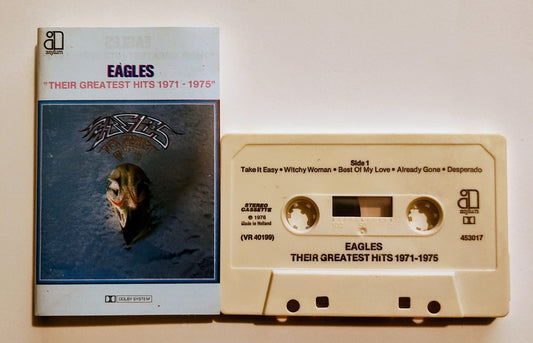 asylum
EAGLES
"THEIR GREATEST HITS 1971 - 1975"
EAGLES
DOLBY SYSTEM
Side 1
Take It Easy • Witchy Woman • Best Of My Love • Already Gone • Desperado
STEREO
CASSETTE
℗ 1976
Made in Holland
(VR 40199)
asylum
453017
EAGLES
THEIR GREATEST HITS 1971-1975